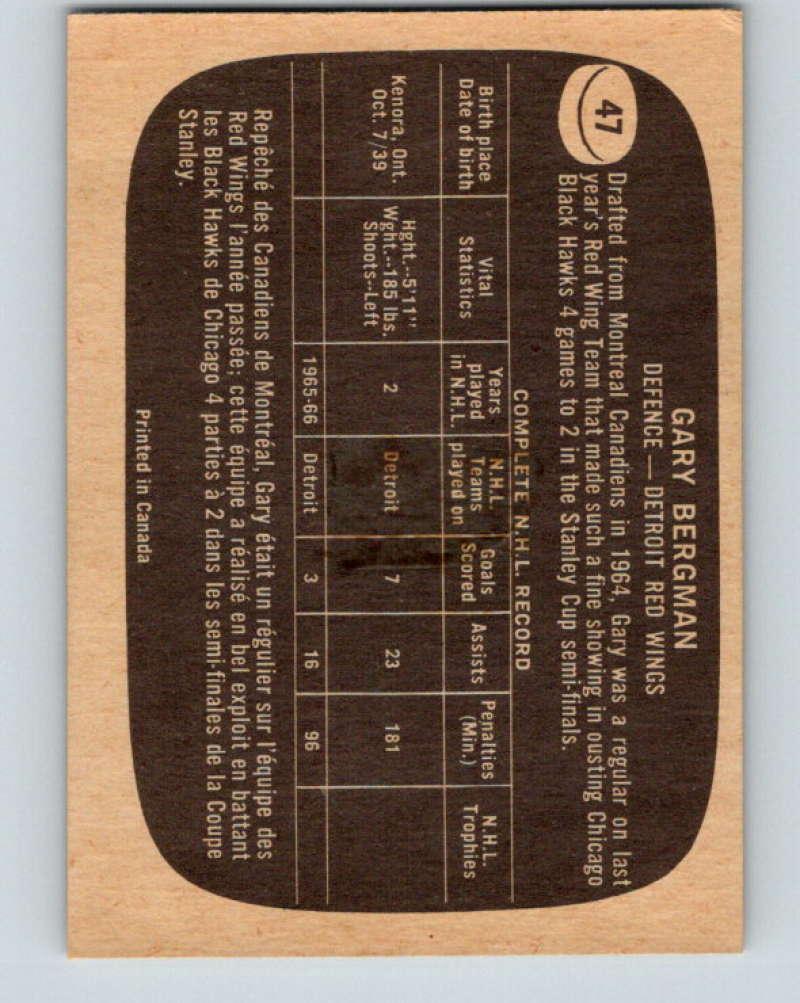 47
GARY BERGMAN
DEFENCE — DETROIT RED WINGS
Drafted from Montreal Canadiens in 1964, Gary was a regular on last
year's Red Wing Team that made such a fine showing in ousting Chicago
Black Hawks 4 games to 2 in the Stanley Cup semi-finals.
COMPLETE N.H.L. RECORD
Birth place Vital Years N.H.L. Goals Assists Penalties N.H.L.
Date of birth Statistics played Teams Scored (Min.) Trophies
in N.H.L. played on
Kenora, Ont. Hght.--5'11" 2 Detroit 7 23 181
Oct. 7/39 Wght.--185 lbs.
Shoots--Left
1965-66 Detroit 3 16 96
Repêché des Canadiens de Montréal, Gary était un régulier sur l'équipe des
Red Wings l'année passée; cette équipe a réalisé en bel exploit en battant
les Black Hawks de Chicago 4 parties à 2 dans les semi-finales de la Coupe
Stanley.
Printed in Canada